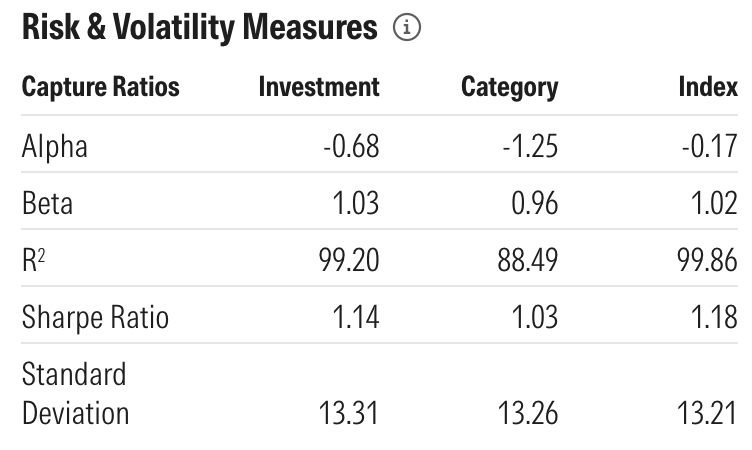 Risk & Volatility Measures
Capture Ratios Investment Category Index
Alpha -0.68 -1.25 -0.17
Beta 1.03 0.96 1.02
R² 99.20 88.49 99.86
Sharpe Ratio 1.14 1.03 1.18
Standard
Deviation 13.31 13.26 13.21